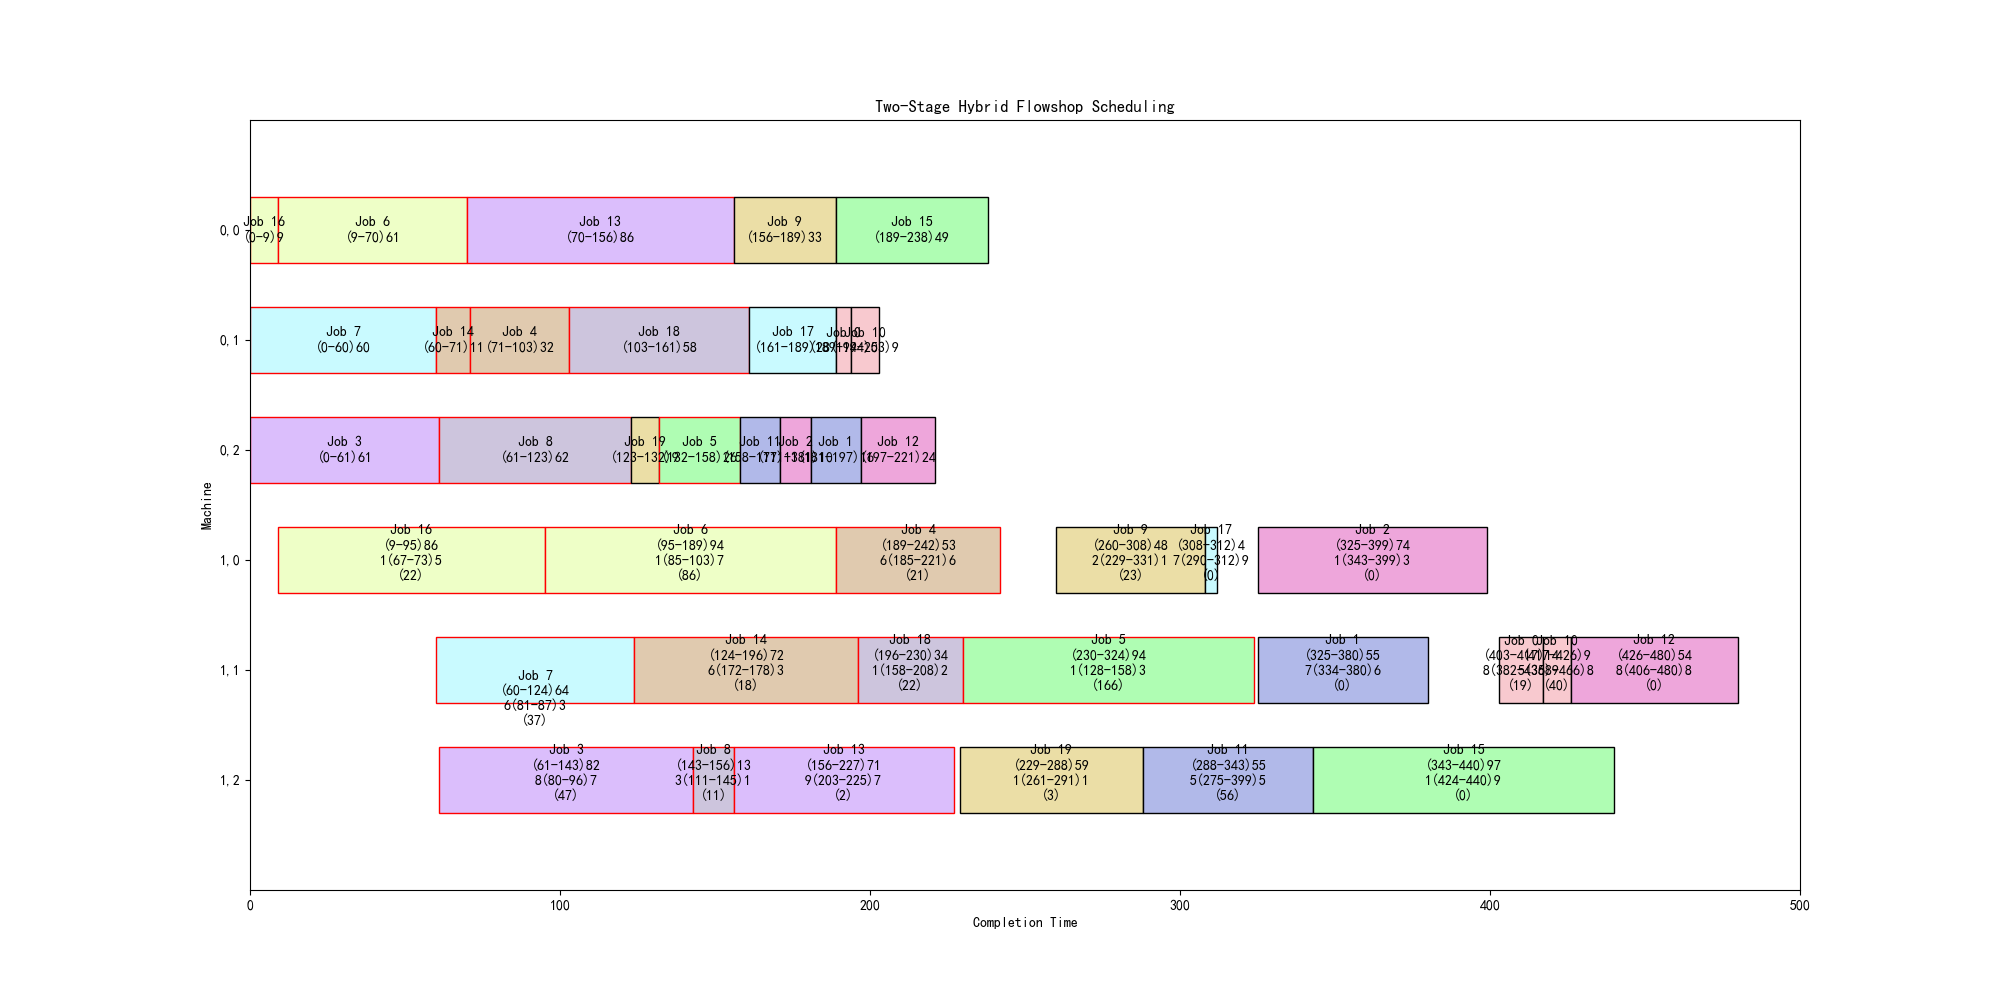 Two-Stage Hybrid Flowshop Scheduling
0,0
Job 16
(0-9)9
Job 6
(9-70)61
Job 13
(70-156)86
Job 9
(156-189)33
Job 15
(189-238)49
0,1
Job 7
(0-60)60
Job 14
(60-71)11
Job 4
(71-103)32
Job 18
(103-161)58
Job 17
(161-189)28
Job 0
Job 10
0,2
Job 3
(0-61)61
Job 8
(61-123)62
Job 19
(123-132)9
Job 5
(132-158)26
Job 11
Job 2
Job 1
(181-197)16
Job 12
(197-221)24
Machine
1,0
Job 16
(9-95)86
1(67-73)5
(22)
Job 6
(95-189)94
1(85-103)7
(86)
Job 4
(189-242)53
6(185-221)6
(21)
Job 9
(260-308)48
2(229-331)1
(23)
Job 17
(308-312)4
7(290-312)9
(0)
Job 2
(325-399)74
1(343-399)3
(0)
1,1
Job 7
(60-124)64
6(81-87)3
(37)
Job 14
(124-196)72
6(172-178)3
(18)
Job 18
(196-230)34
1(158-208)2
(22)
Job 5
(230-324)94
1(128-158)3
(166)
Job 1
(325-380)55
7(334-380)6
(0)
Job 0
(19)
Job 10
(40)
Job 12
(426-480)54
8(406-480)8
(0)
1,2
Job 3
(61-143)82
8(80-96)7
(47)
Job 8
(143-156)13
3(111-145)1
(11)
Job 13
(156-227)71
9(203-225)7
(2)
Job 19
(229-288)59
1(261-291)1
(3)
Job 11
(288-343)55
5(275-399)5
(56)
Job 15
(343-440)97
1(424-440)9
(0)
0 100 200 300 400 500
Completion Time